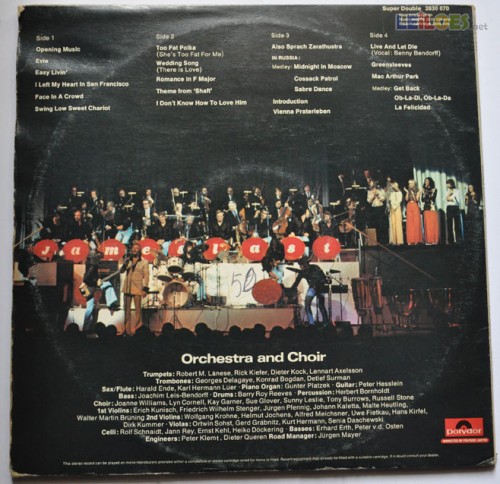 Super Double 2830 070
LEILOES.net
Side 1
Opening Music
Evie
Easy Livin'
I Left My Heart In San Francisco
Face In A Crowd
Swing Low Sweet Chariot
Side 2
Too Fat Polka
(She's Too Fat For Me)
Wedding Song
(There is Love)
Romance in F Major
Theme from 'Shaft'
I Don't Know How To Love Him
Side 3
Also Sprach Zarathustra
IN RUSSIA:
Medley: Midnight in Moscow
Cossack Patrol
Sabre Dance
Introduction
Vienna Praterleben
Side 4
Live And Let Die
(Vocal: Benny Bendorff)
Greensleeves
Mac Arthur Park
Medley: Get Back
Ob-La-Di, Ob-La-Da
La Felicidad
James Last
50
Orchestra and Choir
Trumpets: Robert M. Lanese, Rick Kiefer, Dieter Kock, Lennart Axelsson
Trombones: Georges Delagaye, Konrad Bogdan, Detlef Surman
Sax/Flute: Harald Ende, Karl Hermann Lüer • Piano Organ: Günter Platzek • Guitar: Peter Hesslein
Bass: Joachim Leis-Bendorff • Drums: Barry Roy Reeves • Percussion: Herbert Bornholdt
Choir: Joanne Williams, Lyn Cornell, Kay Garner, Sue Glover, Sunny Leslie, Tony Burrows, Russell Stone
1st Violins: Erich Kunisch, Friedrich Wilhelm Stenger, Jürgen Pfennig, Johann Kaletta, Malte Heutling,
Walter Martin Brüning 2nd Violins: Wolfgang Krohne, Helmut Jochens, Alfred Meichsner, Uwe Fietkau, Hans Kirfel,
Dirk Kummer • Violas: Ortwin Sohst, Gerd Gräbnitz, Kurt Hermann, Senia Daschewski
Celli: Rolf Schnaidt, Jann Rey, Ernst Kehl, Heiko Döckering • Basses: Erhard Erth, Peter v.d. Osten
Engineers: Peter Klemt, Dieter Queren Road Manager: Jürgen Mayer
polydor